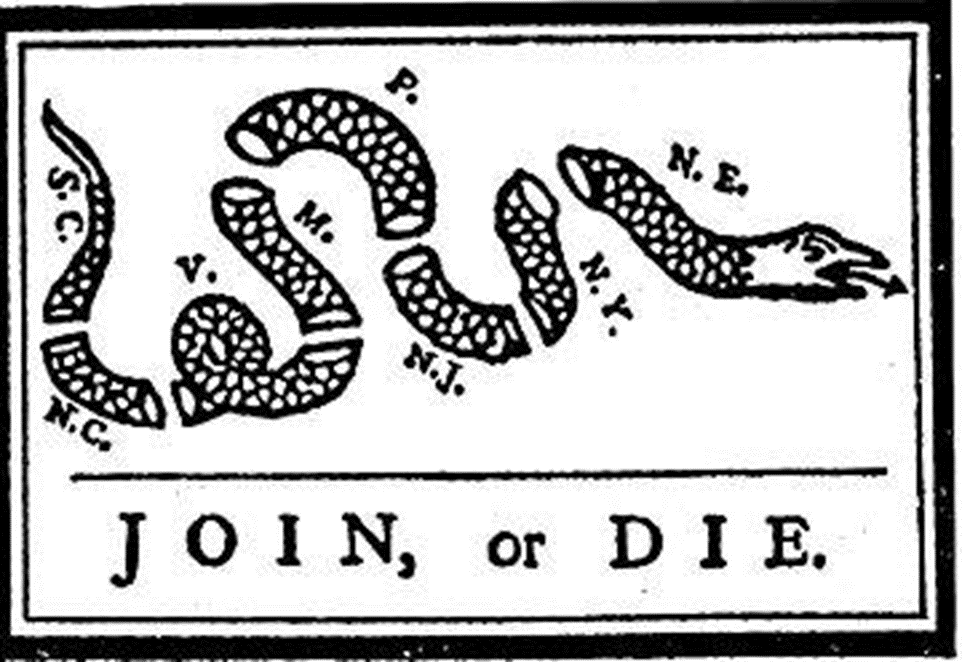 P.
N. E.
S. C.
M.
V.
N. Y.
N. J.
N. C.
JOIN, or DIE.